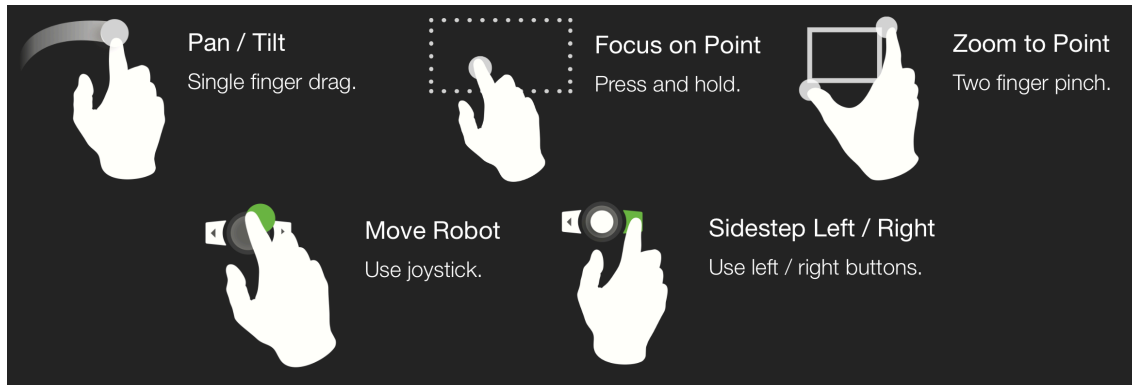 Pan / Tilt
Single finger drag.
Focus on Point
Press and hold.
Zoom to Point
Two finger pinch.
Move Robot
Use joystick.
Sidestep Left / Right
Use left / right buttons.